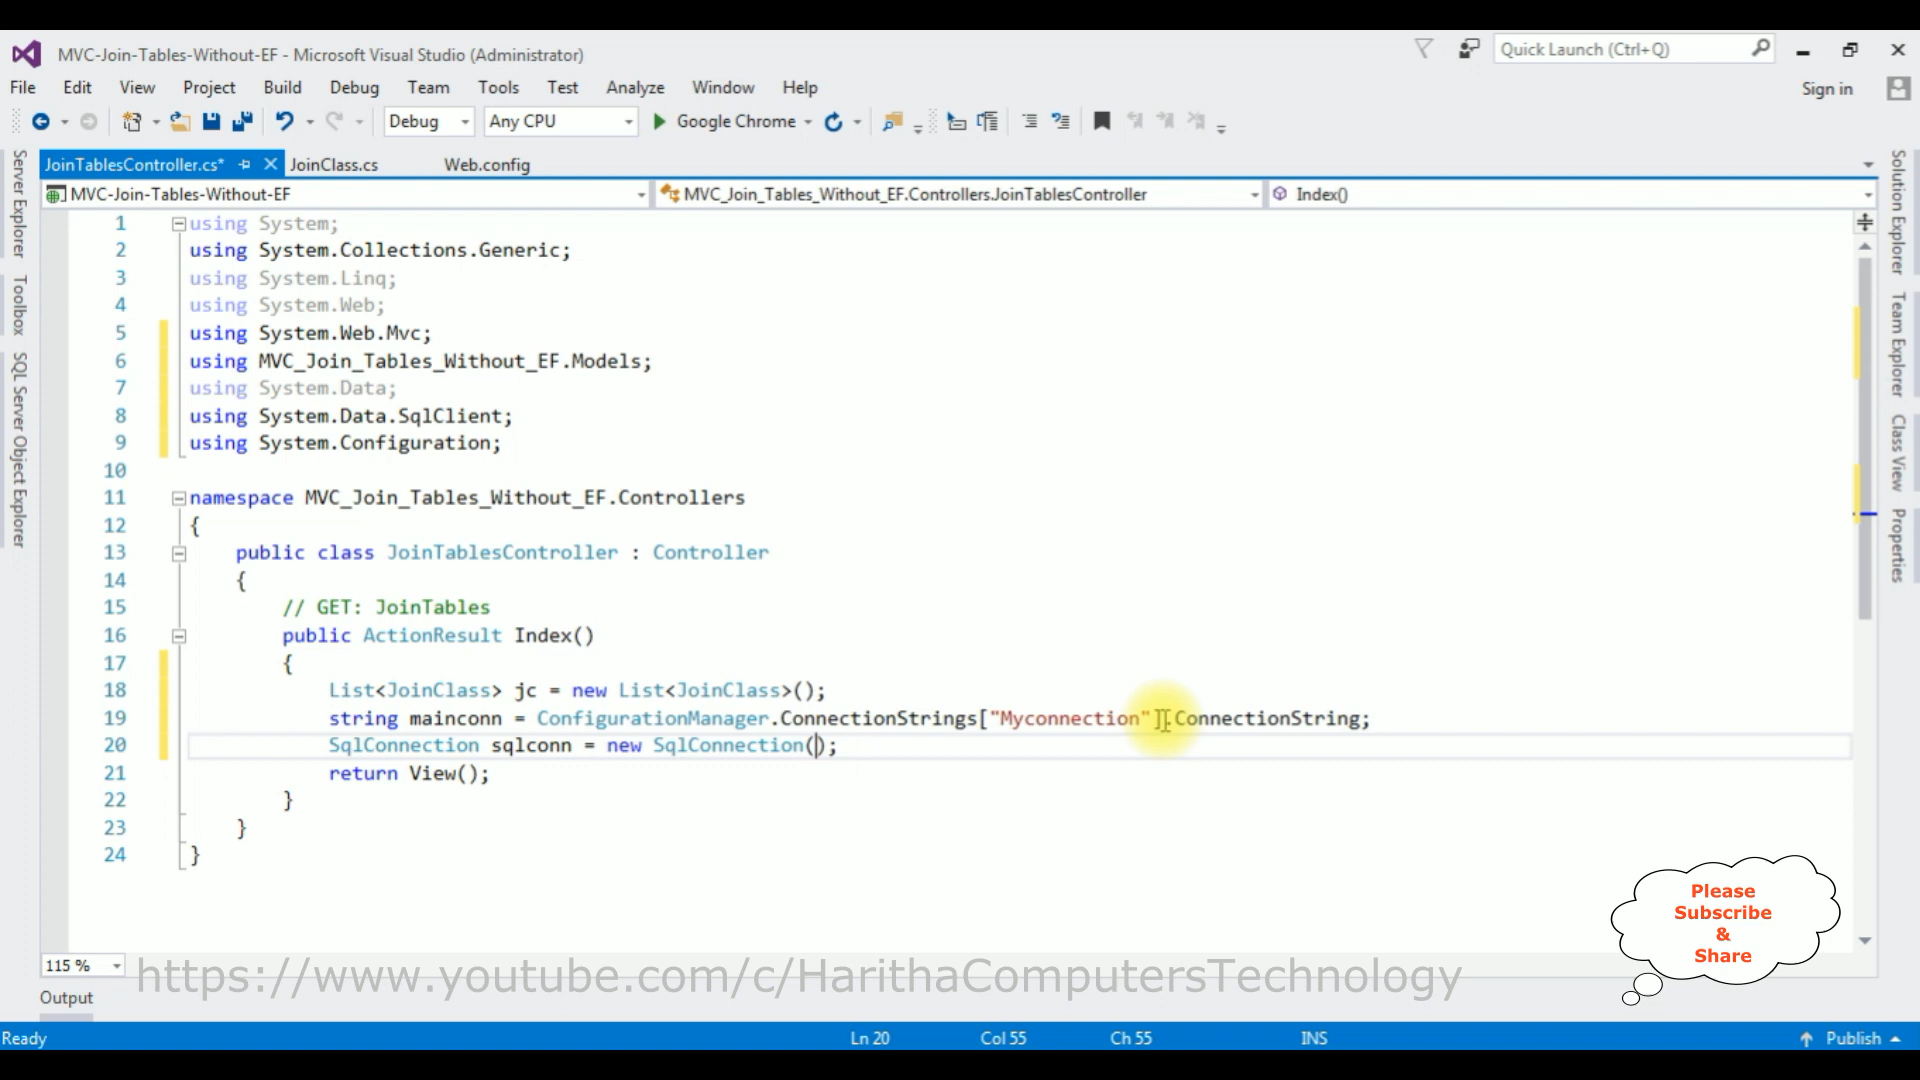 MVC-Join-Tables-Without-EF - Microsoft Visual Studio (Administrator)
Quick Launch (Ctrl+Q)
File Edit View Project Build Debug Team Tools Test Analyze Window Help
Sign in
Debug Any CPU Google Chrome
JoinTablesController.cs* JoinClass.cs Web.config
MVC-Join-Tables-Without-EF MVC_Join_Tables_Without_EF.Controllers.JoinTablesController Index()
Server Explorer
Toolbox
SQL Server Object Explorer
Solution Explorer
Team Explorer
Class View
Properties
1 using System;
2 using System.Collections.Generic;
3 using System.Linq;
4 using System.Web;
5 using System.Web.Mvc;
6 using MVC_Join_Tables_Without_EF.Models;
7 using System.Data;
8 using System.Data.SqlClient;
9 using System.Configuration;
10
11 namespace MVC_Join_Tables_Without_EF.Controllers
12 {
13 public class JoinTablesController : Controller
14 {
15 // GET: JoinTables
16 public ActionResult Index()
17 {
18 List<JoinClass> jc = new List<JoinClass>();
19 string mainconn = ConfigurationManager.ConnectionStrings["Myconnection"].ConnectionString;
20 SqlConnection sqlconn = new SqlConnection();
21 return View();
22 }
23 }
24 }
Please
Subscribe
&
Share
115 %
https://www.youtube.com/c/HarithaComputersTechnology
Output
Ready Ln 20 Col 55 Ch 55 INS Publish